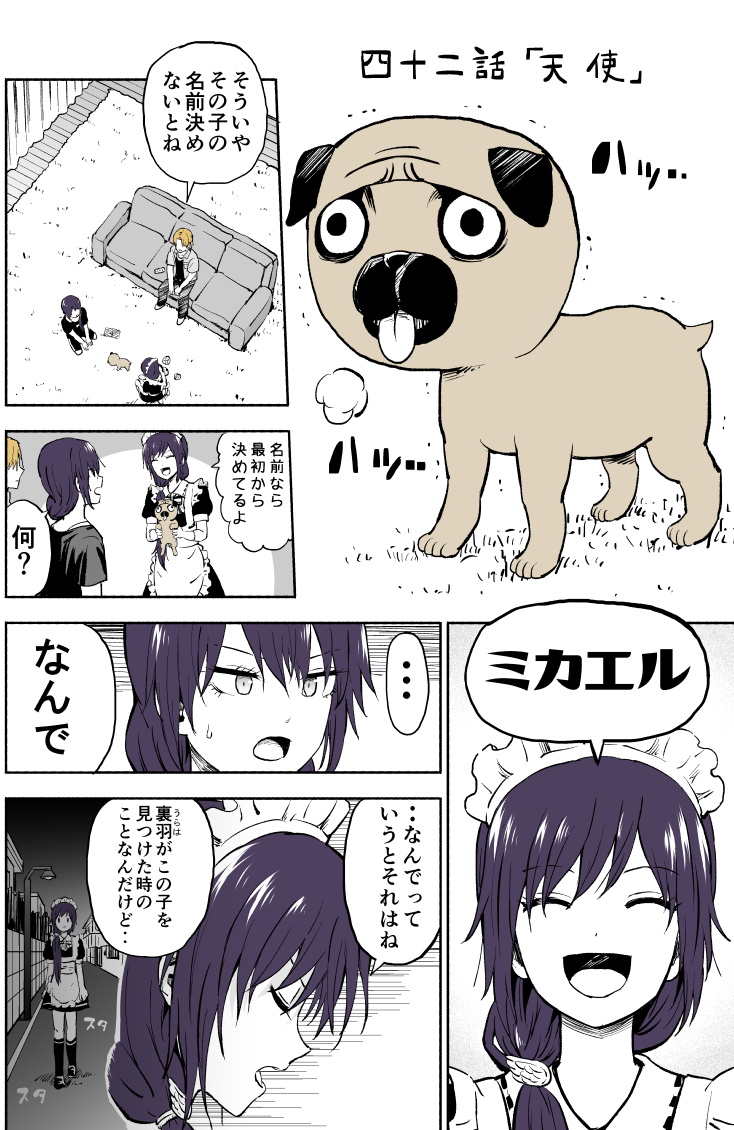 四十二話「天使」
ハッ‥
ハッ‥
そういや
その子の
名前決め
ないとね
名前なら
最初から
決めてるよ
何？
ミカエル
・・・
なんで
‥なんでって
いうとそれはね
裏羽がこの子を
うらは
見つけた時の
ことなんだけど‥
スタ
スタ